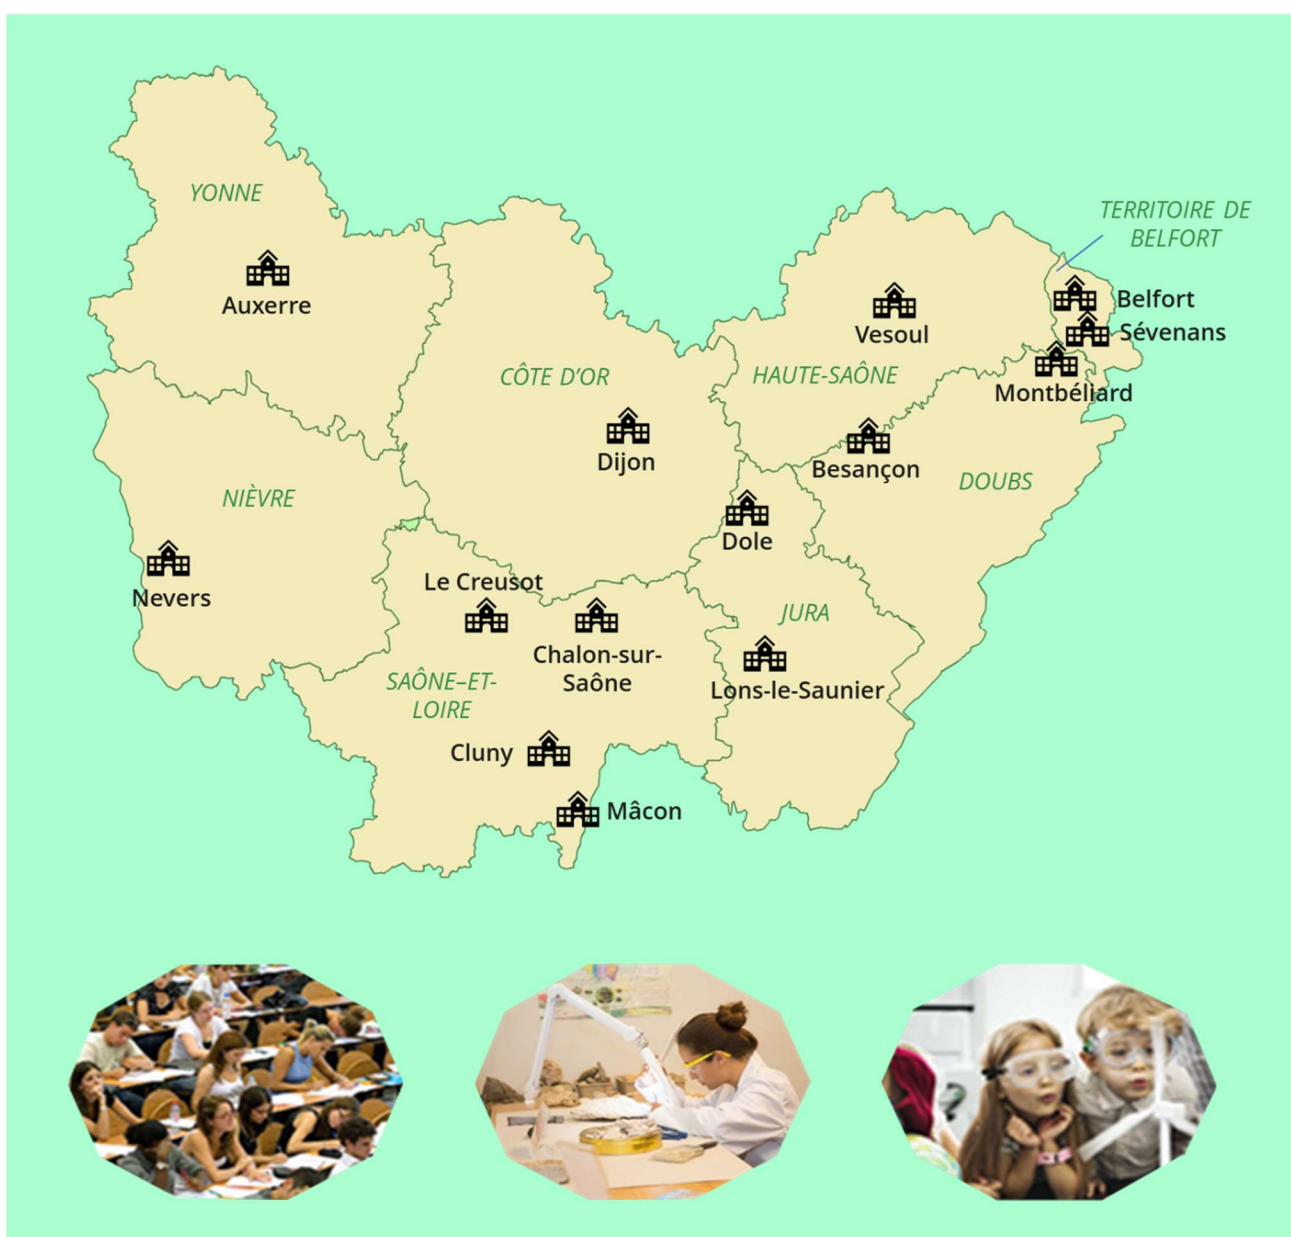 YONNE
TERRITOIRE DE
BELFORT
Auxerre
Belfort
Sévenans
Vesoul
CÔTE D’OR
HAUTE-SAÔNE
Montbéliard
Dijon
Besançon
DOUBS
NIÈVRE
Dole
Nevers
Le Creusot
JURA
Chalon-sur-
Saône
SAÔNE–ET-
LOIRE
Lons-le-Saunier
Cluny
Mâcon